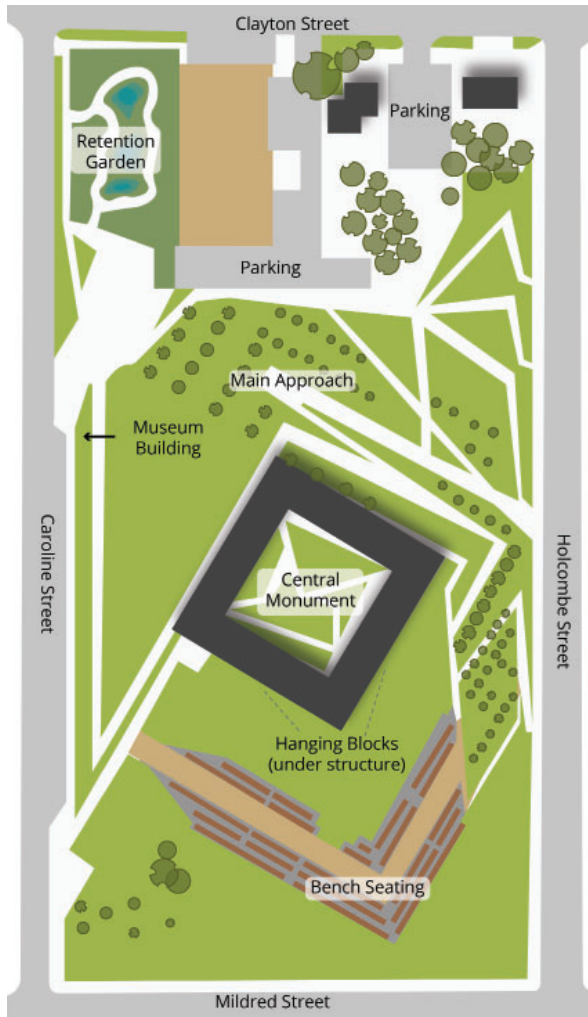 Clayton Street
Retention
Garden
Parking
Parking
Main Approach
Museum
Building
Caroline Street
Holcombe Street
Central
Monument
Hanging Blocks
(under structure)
Bench Seating
Mildred Street